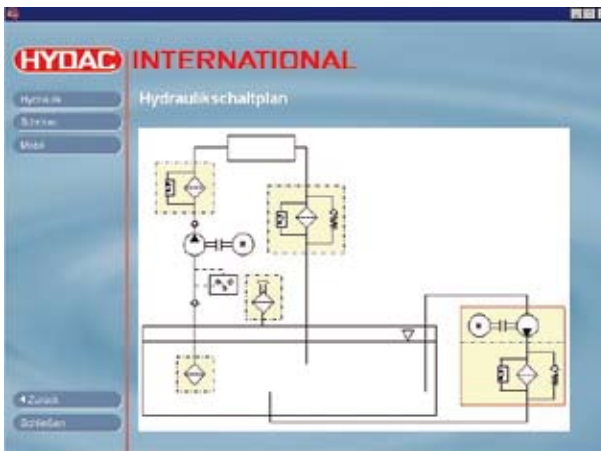 HYDAC INTERNATIONAL
Hydraulik
Hydraulikschaltplan
Mobil
Zurück
Schließen